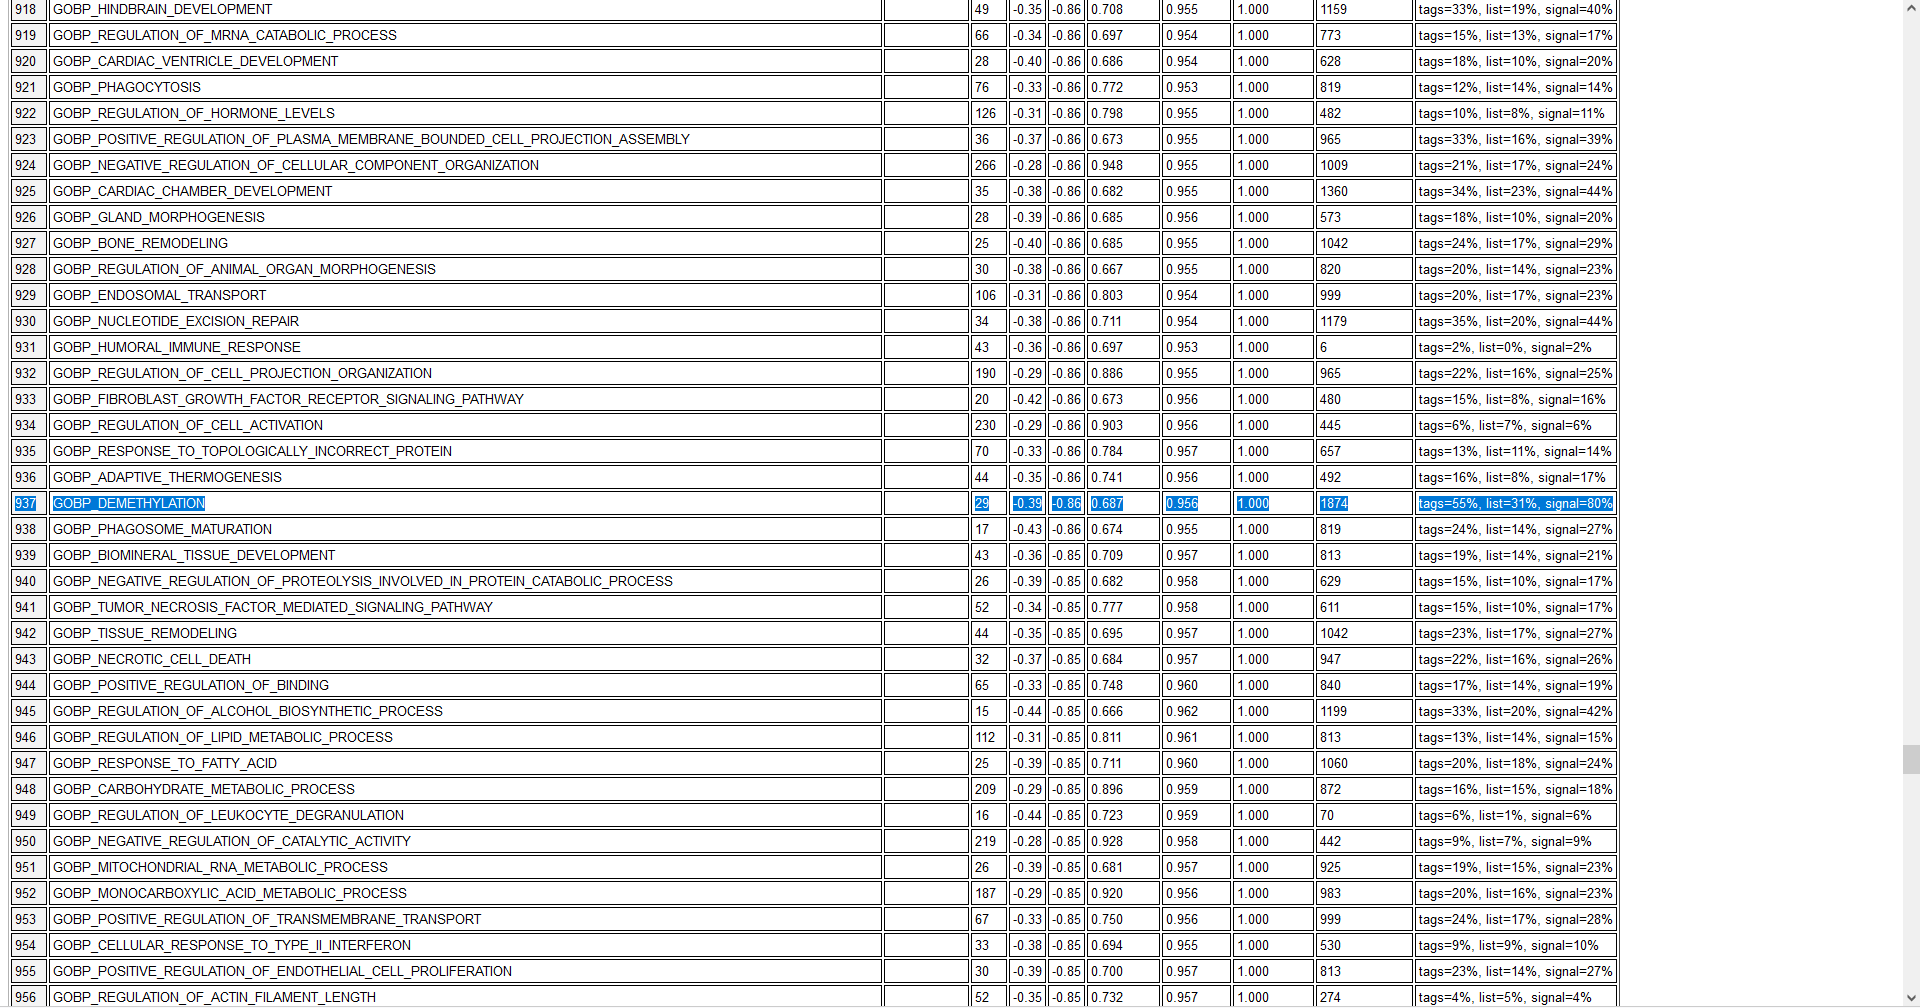 918 GOBP_HINDBRAIN_DEVELOPMENT 49 -0.35 -0.86 0.708 0.955 1.000 1159 tags=33%, list=19%, signal=40%
919 GOBP_REGULATION_OF_MRNA_CATABOLIC_PROCESS 66 -0.34 -0.86 0.697 0.954 1.000 773 tags=15%, list=13%, signal=17%
920 GOBP_CARDIAC_VENTRICLE_DEVELOPMENT 28 -0.40 -0.86 0.686 0.954 1.000 628 tags=18%, list=10%, signal=20%
921 GOBP_PHAGOCYTOSIS 76 -0.33 -0.86 0.772 0.953 1.000 819 tags=12%, list=14%, signal=14%
922 GOBP_REGULATION_OF_HORMONE_LEVELS 126 -0.31 -0.86 0.798 0.955 1.000 482 tags=10%, list=8%, signal=11%
923 GOBP_POSITIVE_REGULATION_OF_PLASMA_MEMBRANE_BOUNDED_CELL_PROJECTION_ASSEMBLY 36 -0.37 -0.86 0.673 0.955 1.000 965 tags=33%, list=16%, signal=39%
924 GOBP_NEGATIVE_REGULATION_OF_CELLULAR_COMPONENT_ORGANIZATION 266 -0.28 -0.86 0.948 0.955 1.000 1009 tags=21%, list=17%, signal=24%
925 GOBP_CARDIAC_CHAMBER_DEVELOPMENT 35 -0.38 -0.86 0.682 0.955 1.000 1360 tags=34%, list=23%, signal=44%
926 GOBP_GLAND_MORPHOGENESIS 28 -0.39 -0.86 0.685 0.956 1.000 573 tags=18%, list=10%, signal=20%
927 GOBP_BONE_REMODELING 25 -0.40 -0.86 0.685 0.955 1.000 1042 tags=24%, list=17%, signal=29%
928 GOBP_REGULATION_OF_ANIMAL_ORGAN_MORPHOGENESIS 30 -0.38 -0.86 0.667 0.955 1.000 820 tags=20%, list=14%, signal=23%
929 GOBP_ENDOSOMAL_TRANSPORT 106 -0.31 -0.86 0.803 0.954 1.000 999 tags=20%, list=17%, signal=23%
930 GOBP_NUCLEOTIDE_EXCISION_REPAIR 34 -0.38 -0.86 0.711 0.954 1.000 1179 tags=35%, list=20%, signal=44%
931 GOBP_HUMORAL_IMMUNE_RESPONSE 43 -0.36 -0.86 0.697 0.953 1.000 6 tags=2%, list=0%, signal=2%
932 GOBP_REGULATION_OF_CELL_PROJECTION_ORGANIZATION 190 -0.29 -0.86 0.886 0.955 1.000 965 tags=22%, list=16%, signal=25%
933 GOBP_FIBROBLAST_GROWTH_FACTOR_RECEPTOR_SIGNALING_PATHWAY 20 -0.42 -0.86 0.673 0.956 1.000 480 tags=15%, list=8%, signal=16%
934 GOBP_REGULATION_OF_CELL_ACTIVATION 230 -0.29 -0.86 0.903 0.956 1.000 445 tags=6%, list=7%, signal=6%
935 GOBP_RESPONSE_TO_TOPOLOGICALLY_INCORRECT_PROTEIN 70 -0.33 -0.86 0.784 0.957 1.000 657 tags=13%, list=11%, signal=14%
936 GOBP_ADAPTIVE_THERMOGENESIS 44 -0.35 -0.86 0.741 0.956 1.000 492 tags=16%, list=8%, signal=17%
937 GOBP_DEMETHYLATION 29 -0.39 -0.86 0.687 0.956 1.000 1874 tags=55%, list=31%, signal=80%
938 GOBP_PHAGOSOME_MATURATION 17 -0.43 -0.86 0.674 0.955 1.000 819 tags=24%, list=14%, signal=27%
939 GOBP_BIOMINERAL_TISSUE_DEVELOPMENT 43 -0.36 -0.85 0.709 0.957 1.000 813 tags=19%, list=14%, signal=21%
940 GOBP_NEGATIVE_REGULATION_OF_PROTEOLYSIS_INVOLVED_IN_PROTEIN_CATABOLIC_PROCESS 26 -0.39 -0.85 0.682 0.958 1.000 629 tags=15%, list=10%, signal=17%
941 GOBP_TUMOR_NECROSIS_FACTOR_MEDIATED_SIGNALING_PATHWAY 52 -0.34 -0.85 0.777 0.958 1.000 611 tags=15%, list=10%, signal=17%
942 GOBP_TISSUE_REMODELING 44 -0.35 -0.85 0.695 0.957 1.000 1042 tags=23%, list=17%, signal=27%
943 GOBP_NECROTIC_CELL_DEATH 32 -0.37 -0.85 0.684 0.957 1.000 947 tags=22%, list=16%, signal=26%
944 GOBP_POSITIVE_REGULATION_OF_BINDING 65 -0.33 -0.85 0.748 0.960 1.000 840 tags=17%, list=14%, signal=19%
945 GOBP_REGULATION_OF_ALCOHOL_BIOSYNTHETIC_PROCESS 15 -0.44 -0.85 0.666 0.962 1.000 1199 tags=33%, list=20%, signal=42%
946 GOBP_REGULATION_OF_LIPID_METABOLIC_PROCESS 112 -0.31 -0.85 0.811 0.961 1.000 813 tags=13%, list=14%, signal=15%
947 GOBP_RESPONSE_TO_FATTY_ACID 25 -0.39 -0.85 0.711 0.960 1.000 1060 tags=20%, list=18%, signal=24%
948 GOBP_CARBOHYDRATE_METABOLIC_PROCESS 209 -0.29 -0.85 0.896 0.959 1.000 872 tags=16%, list=15%, signal=18%
949 GOBP_REGULATION_OF_LEUKOCYTE_DEGRANULATION 16 -0.44 -0.85 0.723 0.959 1.000 70 tags=6%, list=1%, signal=6%
950 GOBP_NEGATIVE_REGULATION_OF_CATALYTIC_ACTIVITY 219 -0.28 -0.85 0.928 0.958 1.000 442 tags=9%, list=7%, signal=9%
951 GOBP_MITOCHONDRIAL_RNA_METABOLIC_PROCESS 26 -0.39 -0.85 0.681 0.957 1.000 925 tags=19%, list=15%, signal=23%
952 GOBP_MONOCARBOXYLIC_ACID_METABOLIC_PROCESS 187 -0.29 -0.85 0.920 0.956 1.000 983 tags=20%, list=16%, signal=23%
953 GOBP_POSITIVE_REGULATION_OF_TRANSMEMBRANE_TRANSPORT 67 -0.33 -0.85 0.750 0.956 1.000 999 tags=24%, list=17%, signal=28%
954 GOBP_CELLULAR_RESPONSE_TO_TYPE_II_INTERFERON 33 -0.38 -0.85 0.694 0.955 1.000 530 tags=9%, list=9%, signal=10%
955 GOBP_POSITIVE_REGULATION_OF_ENDOTHELIAL_CELL_PROLIFERATION 30 -0.39 -0.85 0.700 0.957 1.000 813 tags=23%, list=14%, signal=27%
956 GOBP_REGULATION_OF_ACTIN_FILAMENT_LENGTH 52 -0.35 -0.85 0.732 0.957 1.000 274 tags=4%, list=5%, signal=4%